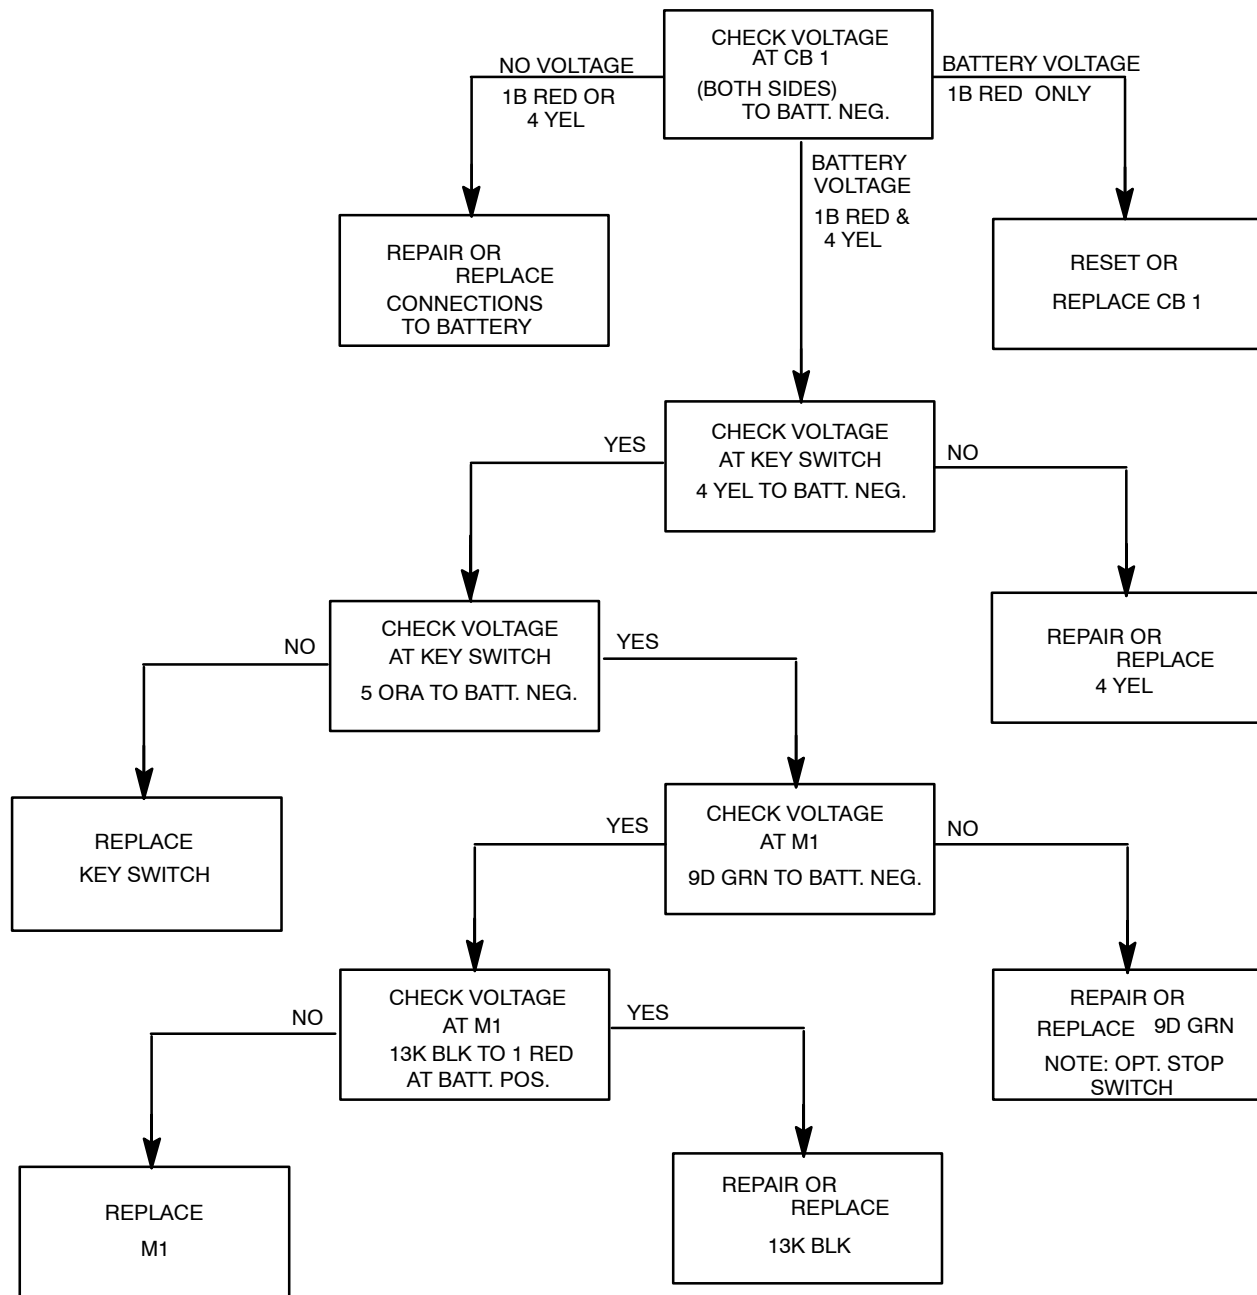 CHECK VOLTAGE
AT CB 1
(BOTH SIDES)
TO BATT. NEG.
NO VOLTAGE
1B RED OR
4 YEL
BATTERY VOLTAGE
1B RED ONLY
BATTERY
VOLTAGE
1B RED &
4 YEL
REPAIR OR
REPLACE
CONNECTIONS
TO BATTERY
RESET OR
REPLACE CB 1
CHECK VOLTAGE
AT KEY SWITCH
4 YEL TO BATT. NEG.
YES
NO
CHECK VOLTAGE
AT KEY SWITCH
5 ORA TO BATT. NEG.
NO
YES
REPAIR OR
REPLACE
4 YEL
REPLACE
KEY SWITCH
CHECK VOLTAGE
AT M1
9D GRN TO BATT. NEG.
YES
NO
CHECK VOLTAGE
AT M1
13K BLK TO 1 RED
AT BATT. POS.
NO
YES
REPAIR OR
REPLACE 9D GRN
NOTE: OPT. STOP
SWITCH
REPLACE
M1
REPAIR OR
REPLACE
13K BLK